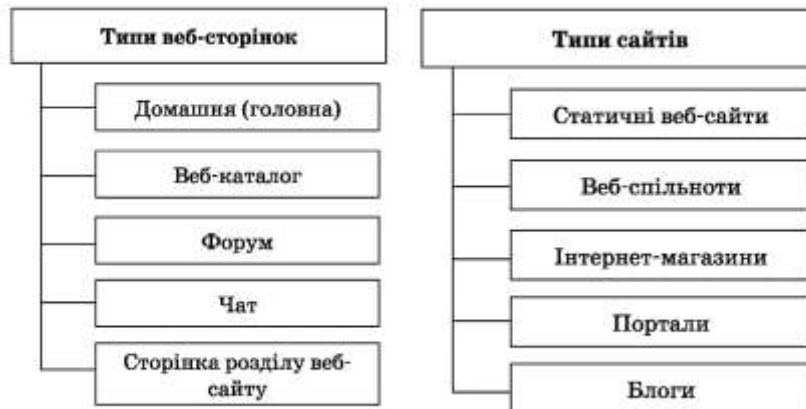 Типи веб-сторінок
Домашня (головна)
Веб-каталог
Форум
Чат
Сторінка розділу веб-
сайту
Типи сайтів
Статичні веб-сайти
Веб-спільноти
Інтернет-магазини
Портали
Блоги